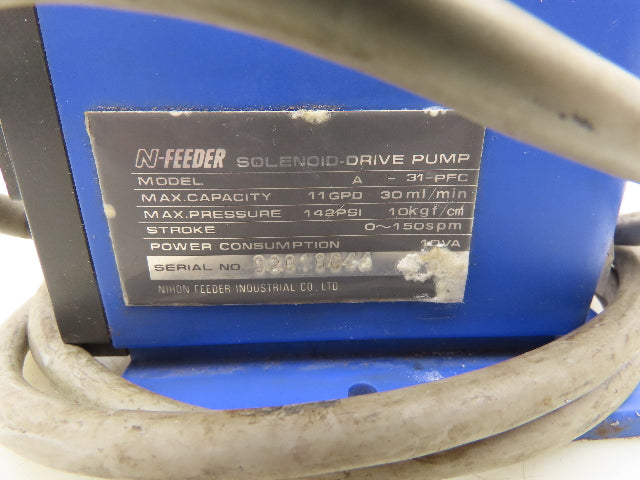 N-FEEDER SOLENOID-DRIVE PUMP
MODEL A - 31-PFC
MAX.CAPACITY 11GPD 30ml/min
MAX.PRESSURE 142PSI 10kgf/cm
STROKE 0~150spm
POWER CONSUMPTION 10VA
SERIAL NO.
NIHON FEEDER INDUSTRIAL CO. LTD